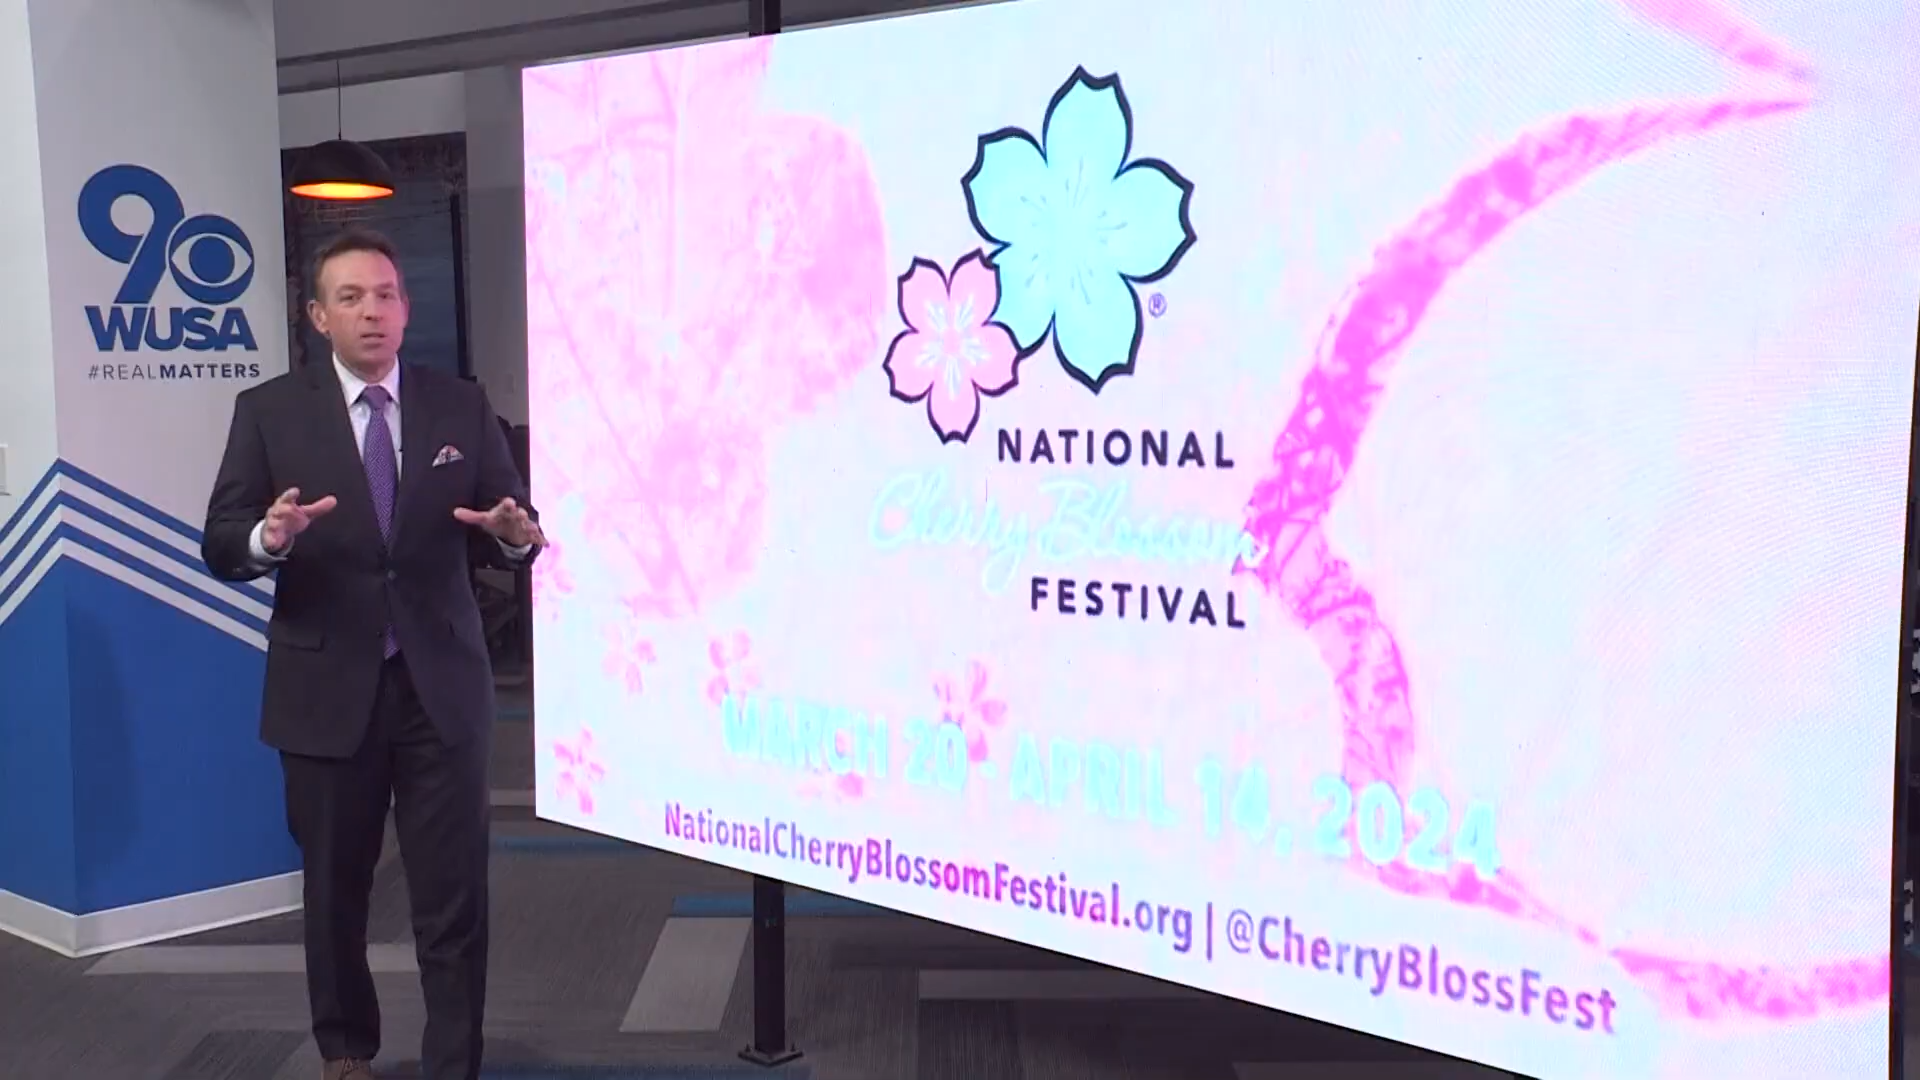 9
WUSA
#REALMATTERS
NATIONAL
Cherry Blossom
FESTIVAL
®
MARCH 20 - APRIL 14, 2024
NationalCherryBlossomFestival.org | @CherryBlossFest